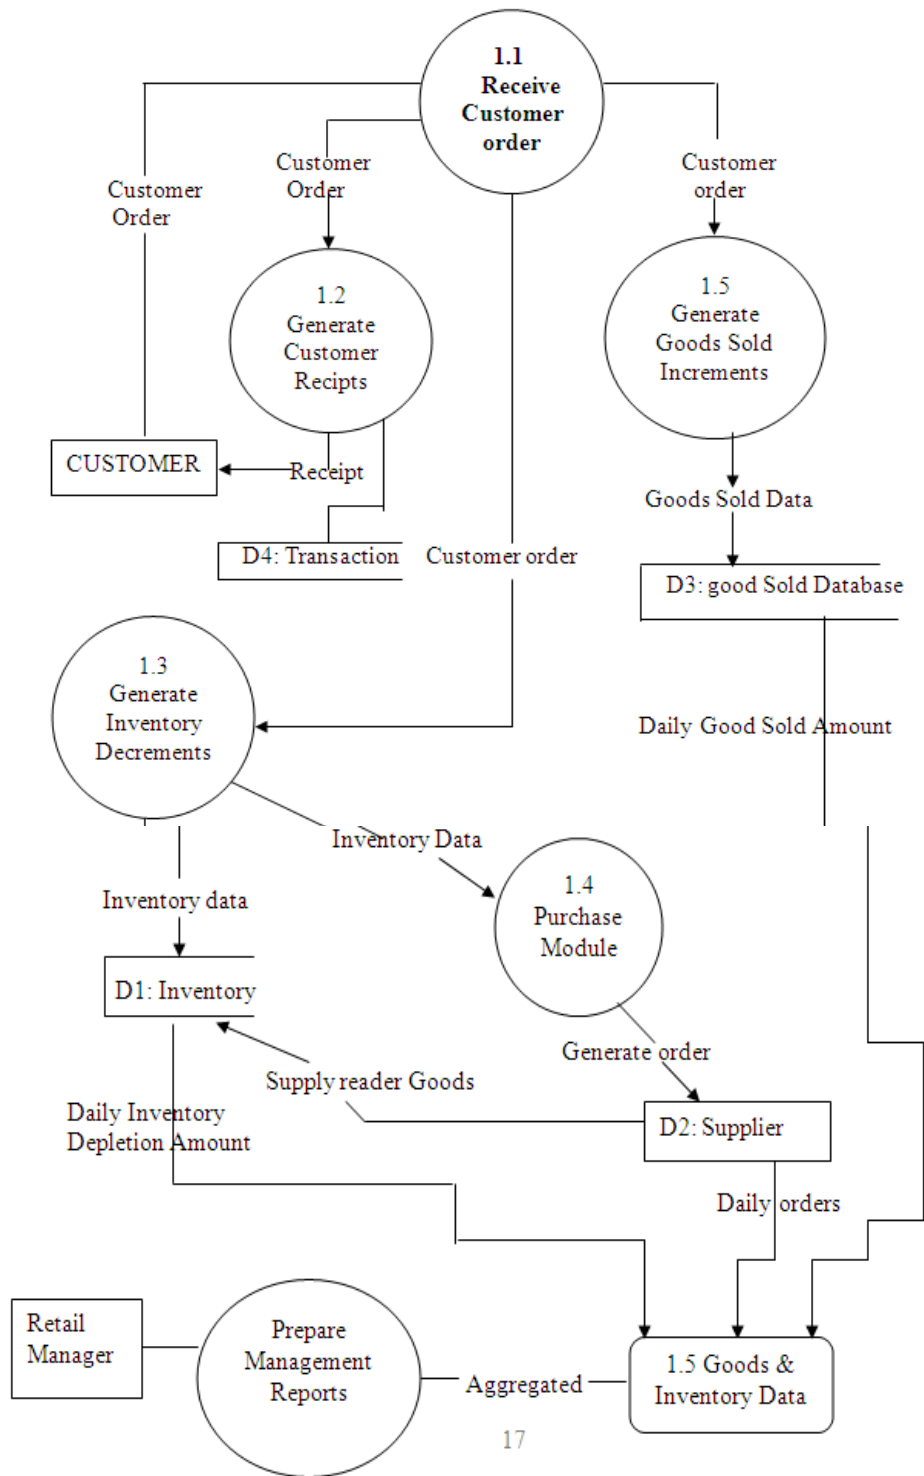 1.1
Receive
Customer
order
Customer
Order
Customer
order
Customer
Order
1.2
Generate
Customer
Recipts
1.5
Generate
Goods Sold
Increments
CUSTOMER
Receipt
Goods Sold Data
D4: Transaction
Customer order
D3: good Sold Database
1.3
Generate
Inventory
Decrements
Daily Good Sold Amount
Inventory Data
1.4
Purchase
Module
Inventory data
D1: Inventory
Generate order
Supply reader Goods
Daily Inventory
Depletion Amount
D2: Supplier
Daily orders
Retail
Manager
Prepare
Management
Reports
Aggregated
1.5 Goods &
Inventory Data
17